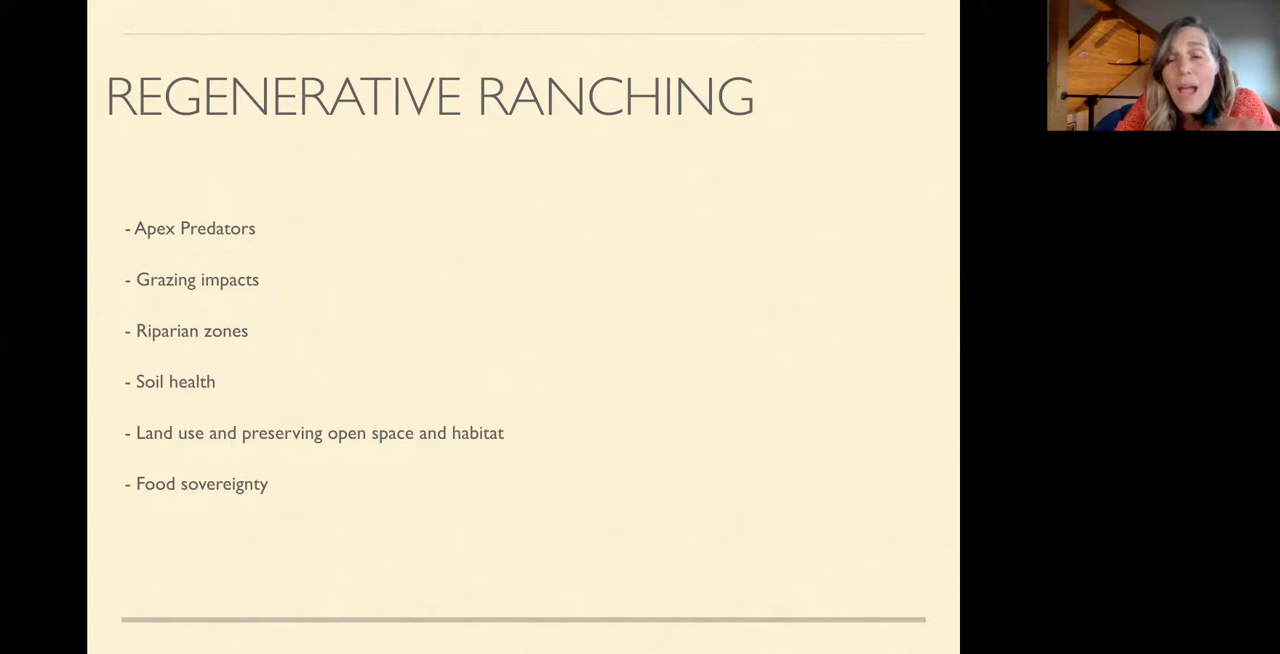 REGENERATIVE RANCHING
- Apex Predators
- Grazing impacts
- Riparian zones
- Soil health
- Land use and preserving open space and habitat
- Food sovereignty